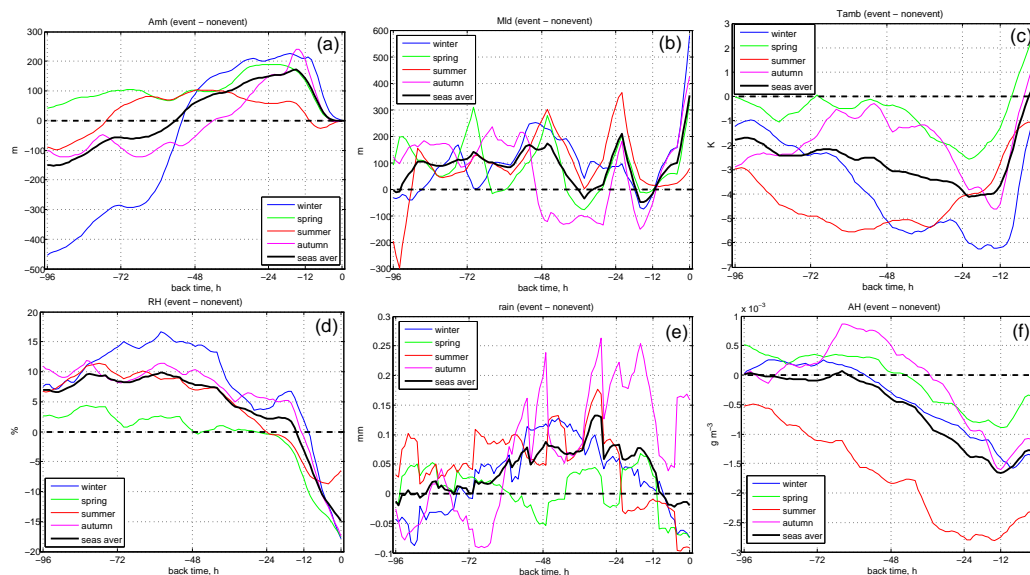 Amh (event − nonevent)
(a)
300
200
100
0
−100
−200
−300
−400
−500
m
winter
spring
summer
autumn
seas aver
−96
−72
−48
−24
0
back time, h
Mld (event − nonevent)
(b)
600
500
400
300
200
100
0
100
200
300
m
winter
spring
summer
autumn
seas aver
−96
−72
−48
−24
0
back time, h
Tamb (event − nonevent)
(c)
K
winter
spring
summer
autumn
seas aver
2
1
0
1
2
3
4
5
6
7
−96
−72
−48
−24
0
back time, h
RH (event − nonevent)
(d)
20
15
10
5
0
−5
−10
−15
−20
%
winter
spring
summer
autumn
seas aver
−96
−72
−48
−24
0
back time, h
rain (event − nonevent)
(e)
0.3
0.25
0.2
0.15
0.1
0.05
0
−0.05
0.1
mm
winter
spring
summer
autumn
seas aver
−96
−72
−48
−24
0
back time, h
AH (event − nonevent)
(f)
x 10⁻³
1
0.5
0
−0.5
−1
−1.5
−2
−2.5
−3
g m⁻³
winter
spring
summer
autumn
seas aver
−96
−72
−48
−24
0
back time, h